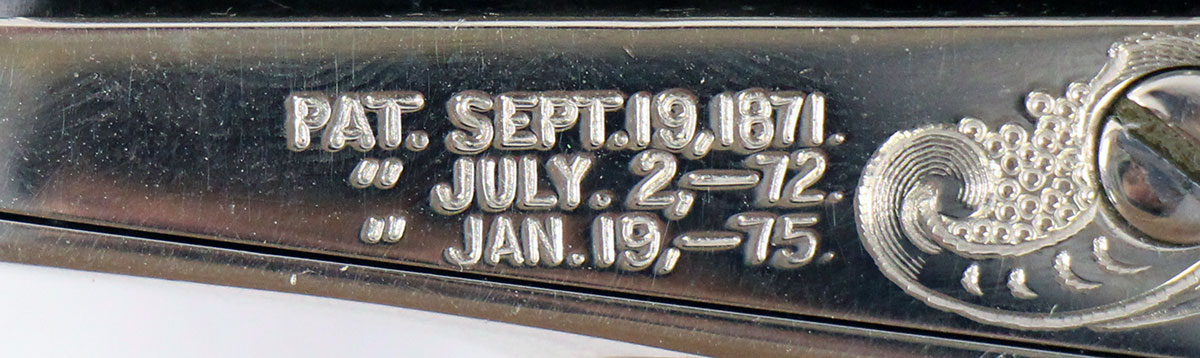 PAT. SEPT.19,1871.
" JULY. 2,—72.
" JAN.19,—75.